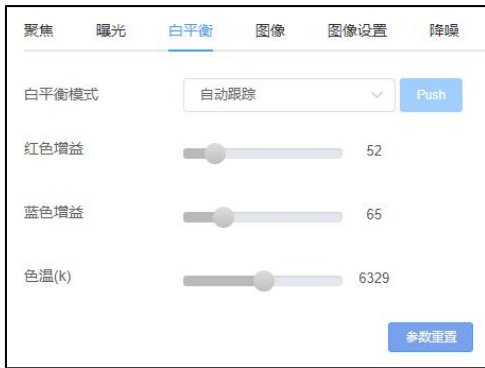 聚焦 曝光 白平衡 图像 图像设置 降噪
白平衡模式 自动跟踪 Push
红色增益 52
蓝色增益 65
色温(k) 6329
参数重置